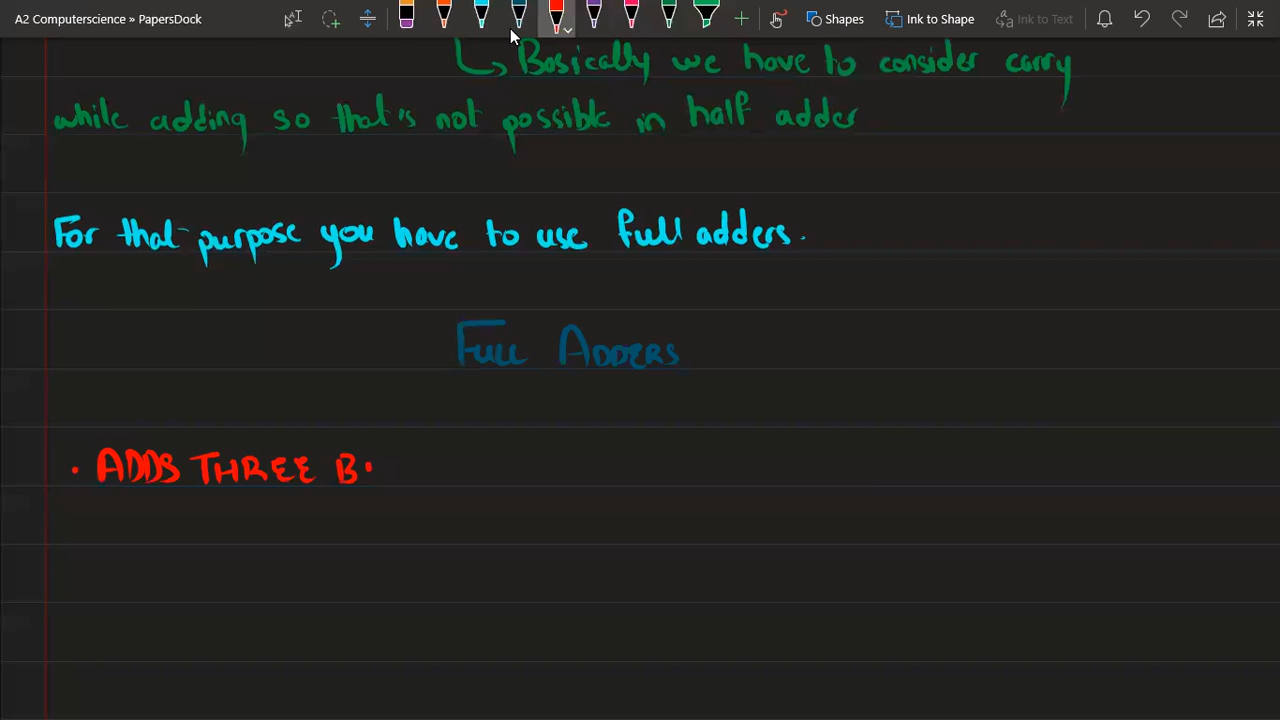 A2 Computerscience » PapersDock
Shapes
Ink to Shape
Ink to Text
Basically we have to consider carry
while adding so that's not possible in half adder
For that purpose you have to use full adders.
FULL ADDERS
• ADDS THREE B